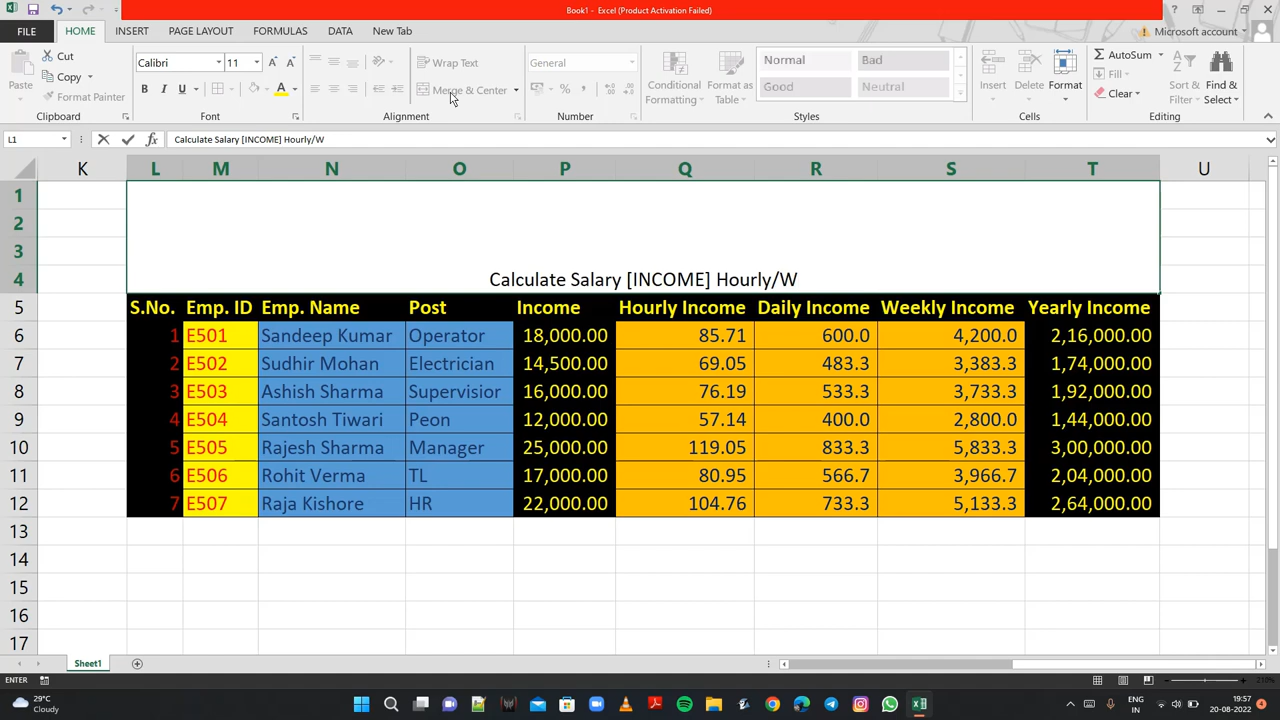 Book1 - Excel (Product Activation Failed)
FILE HOME INSERT PAGE LAYOUT FORMULAS DATA New Tab Microsoft account
Cut Calibri 11 Wrap Text General Normal Bad AutoSum
Copy Fill
Paste Format Painter B I U Merge & Center % Conditional Formatting Format as Table Good Neutral Insert Delete Format Clear Sort & Filter Find & Select
Clipboard Font Alignment Number Styles Cells Editing
L1 fx Calculate Salary [INCOME] Hourly/W
K L M N O P Q R S T U
1
2
3
4 Calculate Salary [INCOME] Hourly/W
5 S.No. Emp. ID Emp. Name Post Income Hourly Income Daily Income Weekly Income Yearly Income
6 1 E501 Sandeep Kumar Operator 18,000.00 85.71 600.0 4,200.0 2,16,000.00
7 2 E502 Sudhir Mohan Electrician 14,500.00 69.05 483.3 3,383.3 1,74,000.00
8 3 E503 Ashish Sharma Supervisior 16,000.00 76.19 533.3 3,733.3 1,92,000.00
9 4 E504 Santosh Tiwari Peon 12,000.00 57.14 400.0 2,800.0 1,44,000.00
10 5 E505 Rajesh Sharma Manager 25,000.00 119.05 833.3 5,833.3 3,00,000.00
11 6 E506 Rohit Verma TL 17,000.00 80.95 566.7 3,966.7 2,04,000.00
12 7 E507 Raja Kishore HR 22,000.00 104.76 733.3 5,133.3 2,64,000.00
13
14
15
16
17
Sheet1
ENTER 210%
29°C ENG 19:57
Cloudy IN 20-08-2022